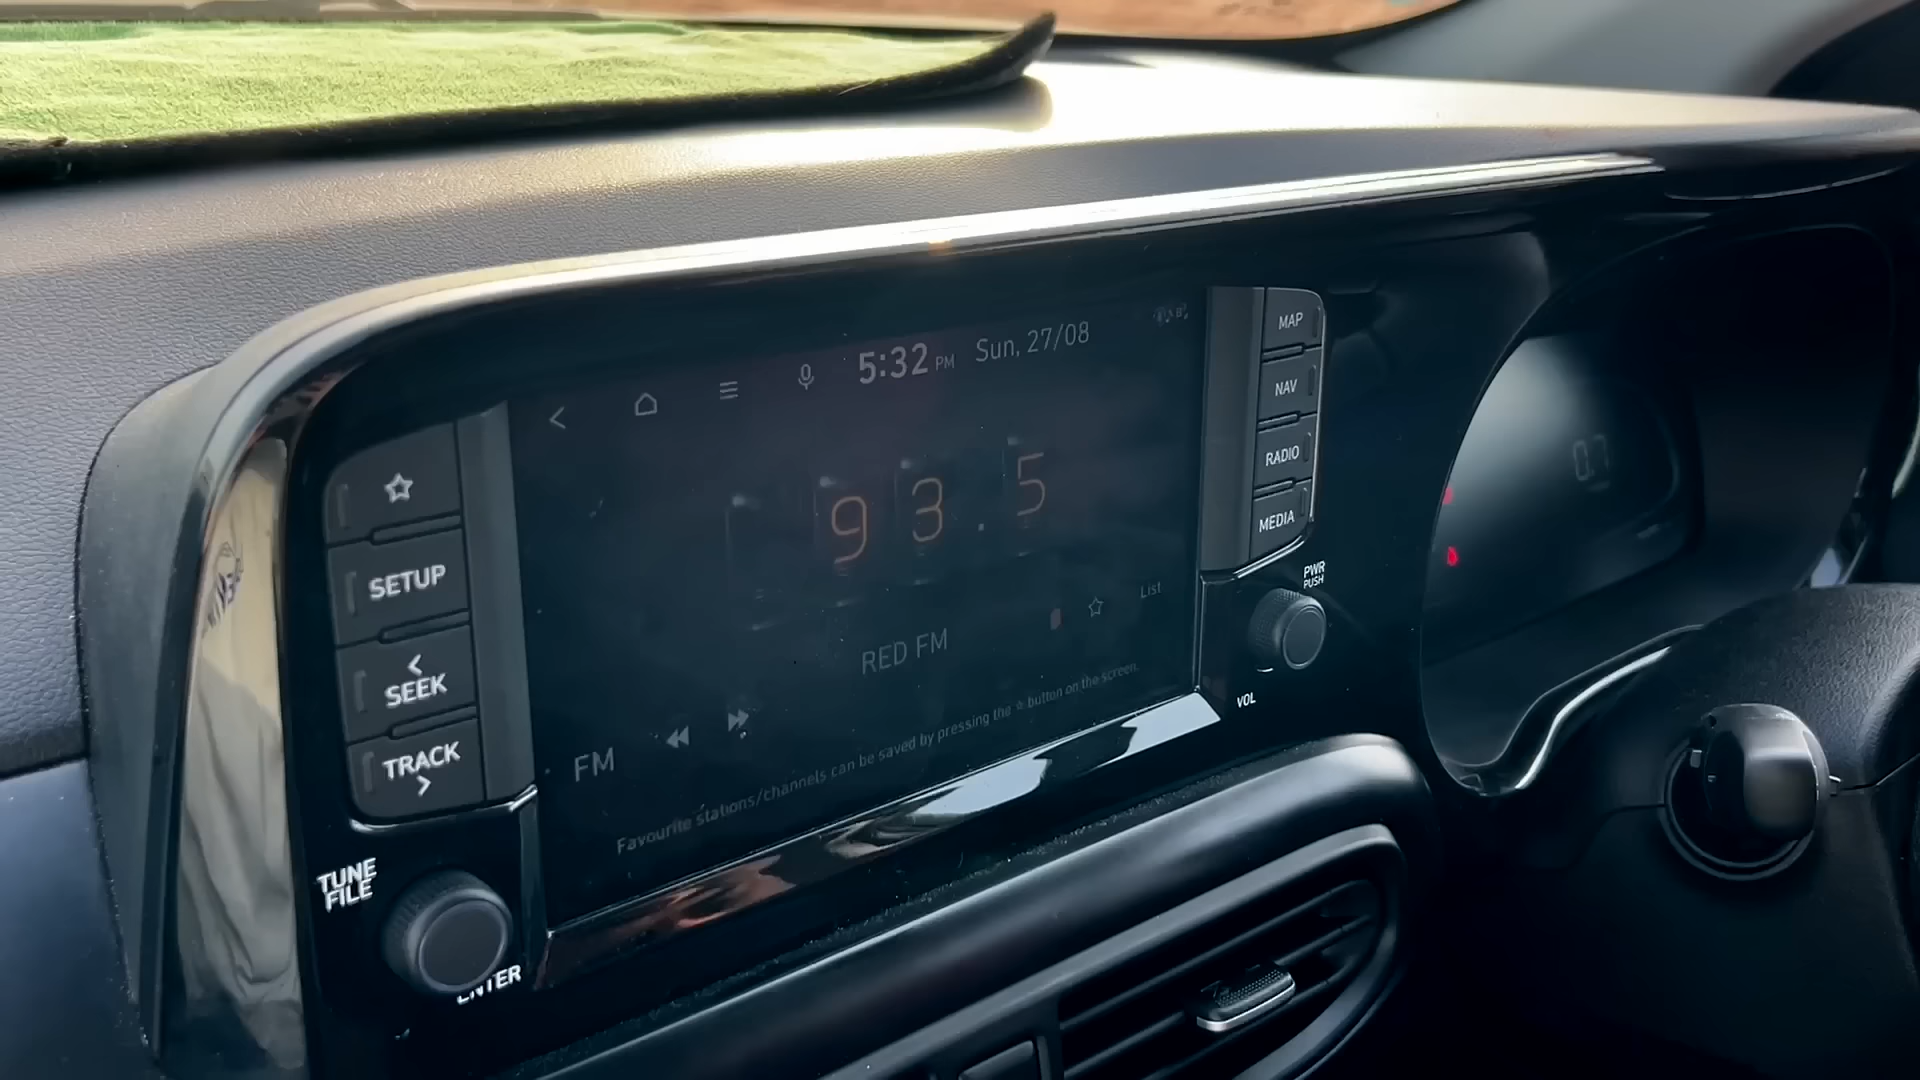 5:32 PM Sun, 27/08
93.5
RED FM
List
FM
Favourite stations/channels can be saved by pressing the ☆ button on the screen.
SETUP
< SEEK
TRACK >
TUNE
FILE
ENTER
MAP
NAV
RADIO
MEDIA
PWR
PUSH
VOL
0.7